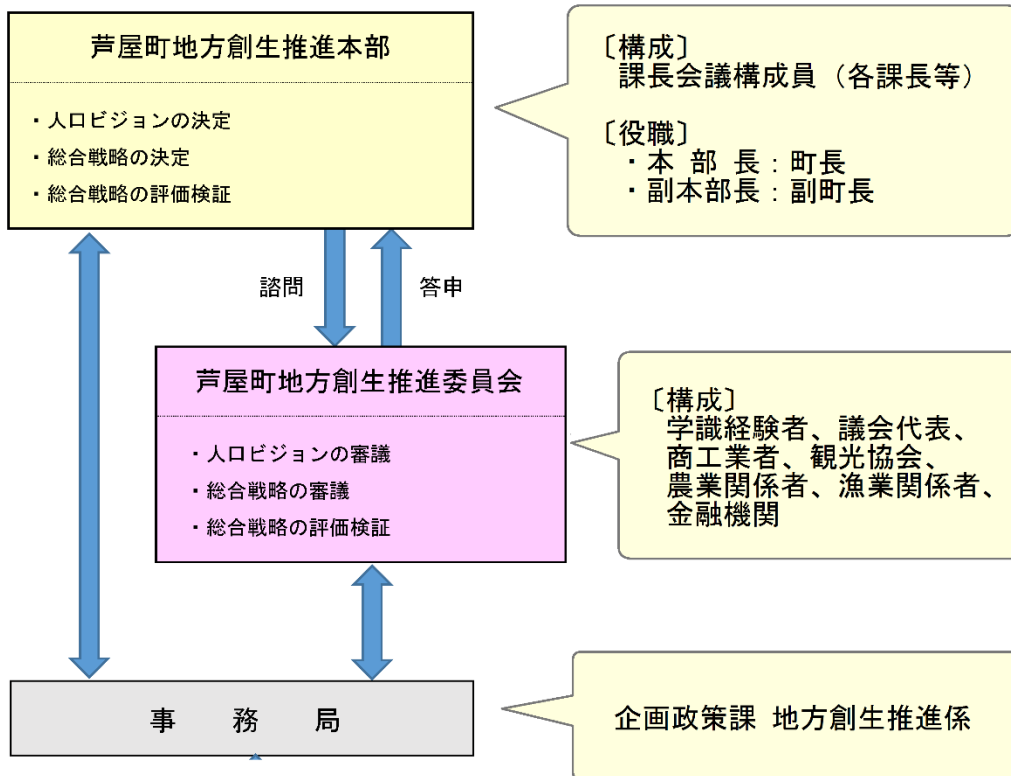 芦屋町地方創生推進本部
・人口ビジョンの決定
・総合戦略の決定
・総合戦略の評価検証
〔構成〕
課長会議構成員（各課長等）
〔役職〕
・本 部 長：町長
・副本部長：副町長
諮問
答申
芦屋町地方創生推進委員会
・人口ビジョンの審議
・総合戦略の審議
・総合戦略の評価検証
〔構成〕
学識経験者、議会代表、
商工業者、観光協会、
農業関係者、漁業関係者、
金融機関
事　務　局
企画政策課 地方創生推進係